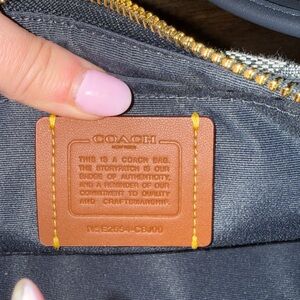 COACH
NEW YORK
THIS IS A COACH BAG.
THE STORYPATCH IS OUR
BADGE OF AUTHENTICITY,
AND A REMINDER OF OUR
COMMITMENT TO QUALITY
AND CRAFTSMANSHIP.